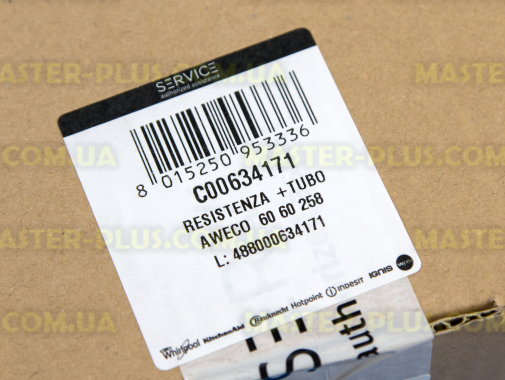 SERVICE
authorized assistance
8 015250 953336
C00634171
RESISTENZA +TUBO
AWECO 60 60 258
L: 488000634171
Whirlpool KitchenAid Bauknecht Hotpoint indesit IGNIS
MASTER-PLUS.COM.UA